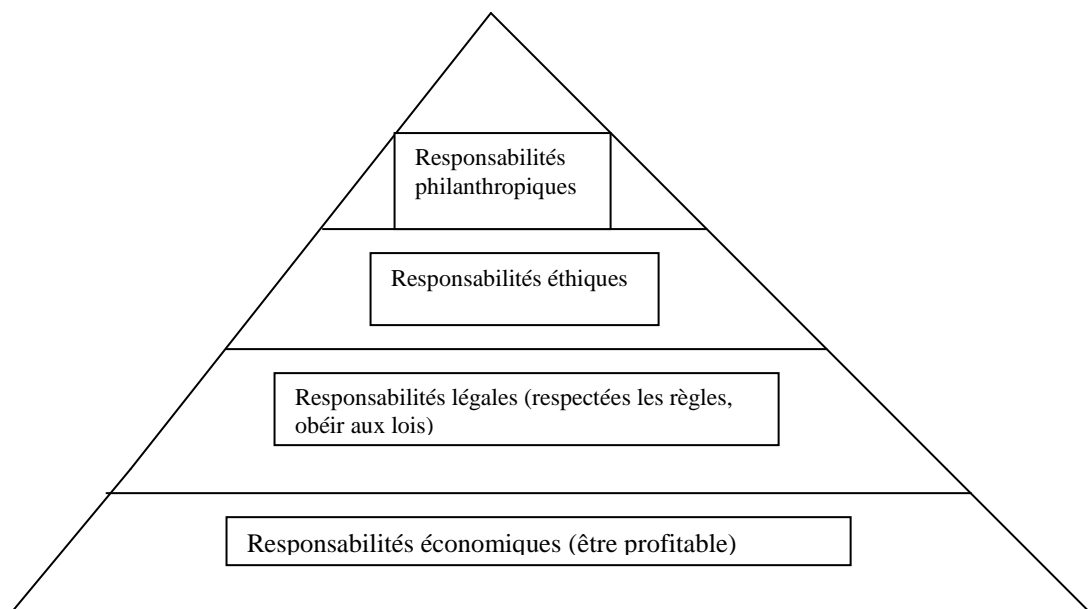 Responsabilités
philanthropiques
Responsabilités éthiques
Responsabilités légales (respectées les règles,
obéir aux lois)
Responsabilités économiques (être profitable)